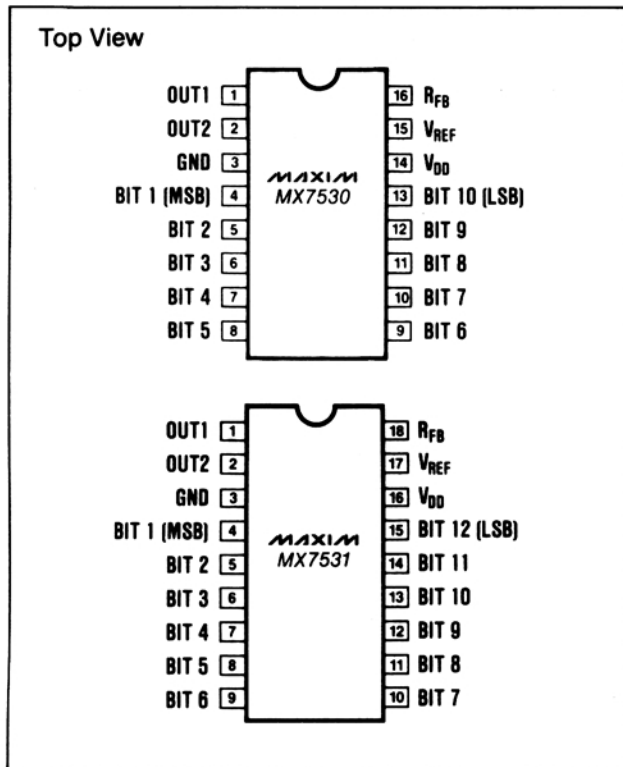 Top View
OUT1 1 16 RFB
OUT2 2 15 VREF
GND 3 14 VDD
BIT 1 (MSB) 4 MAXIM 13 BIT 10 (LSB)
MX7530
BIT 2 5 12 BIT 9
BIT 3 6 11 BIT 8
BIT 4 7 10 BIT 7
BIT 5 8 9 BIT 6
OUT1 1 18 RFB
OUT2 2 17 VREF
GND 3 16 VDD
BIT 1 (MSB) 4 MAXIM 15 BIT 12 (LSB)
MX7531
BIT 2 5 14 BIT 11
BIT 3 6 13 BIT 10
BIT 4 7 12 BIT 9
BIT 5 8 11 BIT 8
BIT 6 9 10 BIT 7